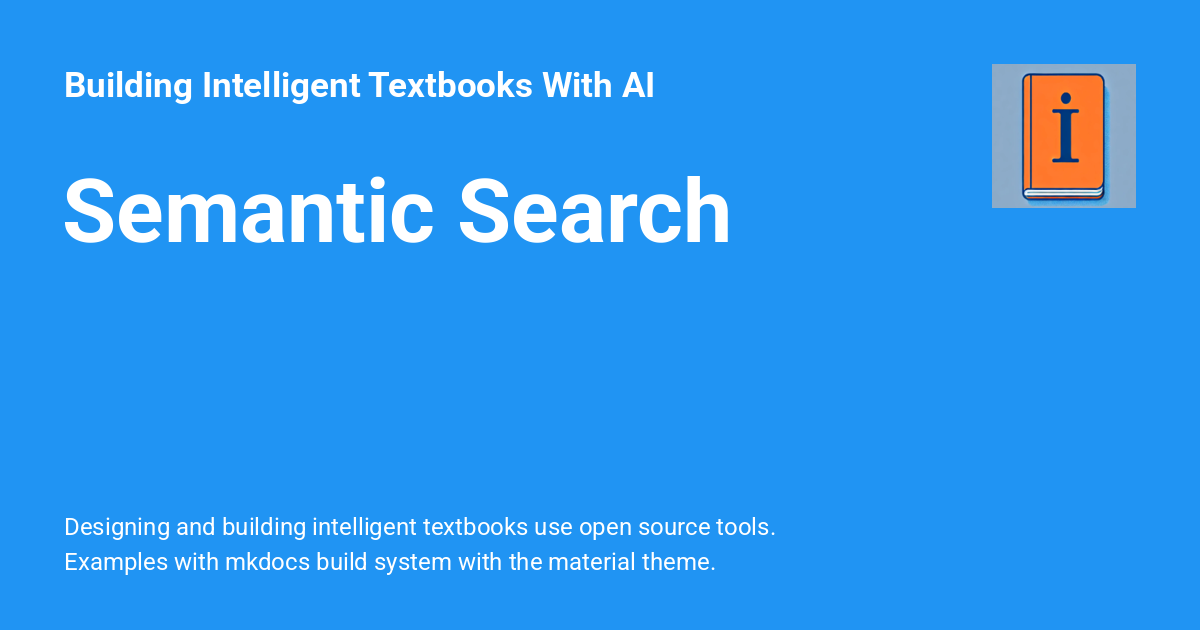 Building Intelligent Textbooks With AI
i
Semantic Search
Designing and building intelligent textbooks use open source tools.
Examples with mkdocs build system with the material theme.